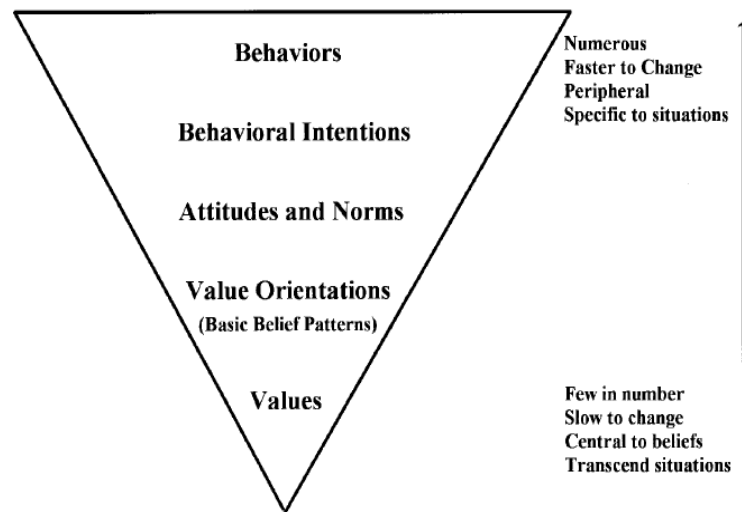 Behaviors
Behavioral Intentions
Attitudes and Norms
Value Orientations
(Basic Belief Patterns)
Values
Numerous
Faster to Change
Peripheral
Specific to situations
Few in number
Slow to change
Central to beliefs
Transcend situations